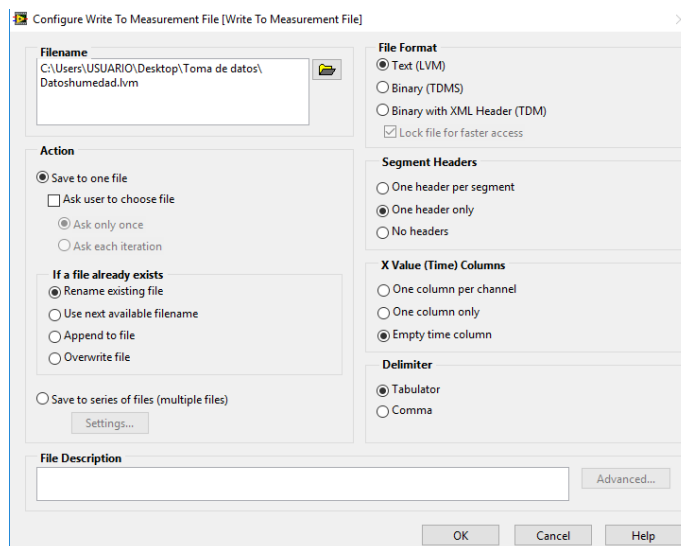 Configure Write To Measurement File [Write To Measurement File]
Filename
C:\Users\USUARIO\Desktop\Toma de datos\
Datoshumedad.lvm
Action
Save to one file
Ask user to choose file
Ask only once
Ask each iteration
If a file already exists
Rename existing file
Use next available filename
Append to file
Overwrite file
Save to series of files (multiple files)
Settings...
File Format
Text (LVM)
Binary (TDMS)
Binary with XML Header (TDM)
Lock file for faster access
Segment Headers
One header per segment
One header only
No headers
X Value (Time) Columns
One column per channel
One column only
Empty time column
Delimiter
Tabulator
Comma
File Description
Advanced...
OK
Cancel
Help